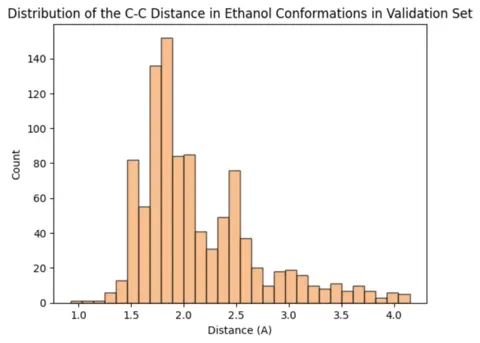 Distribution of the C-C Distance in Ethanol Conformations in Validation Set
Count
140
120
100
80
60
40
20
0
1.0 1.5 2.0 2.5 3.0 3.5 4.0
Distance (A)